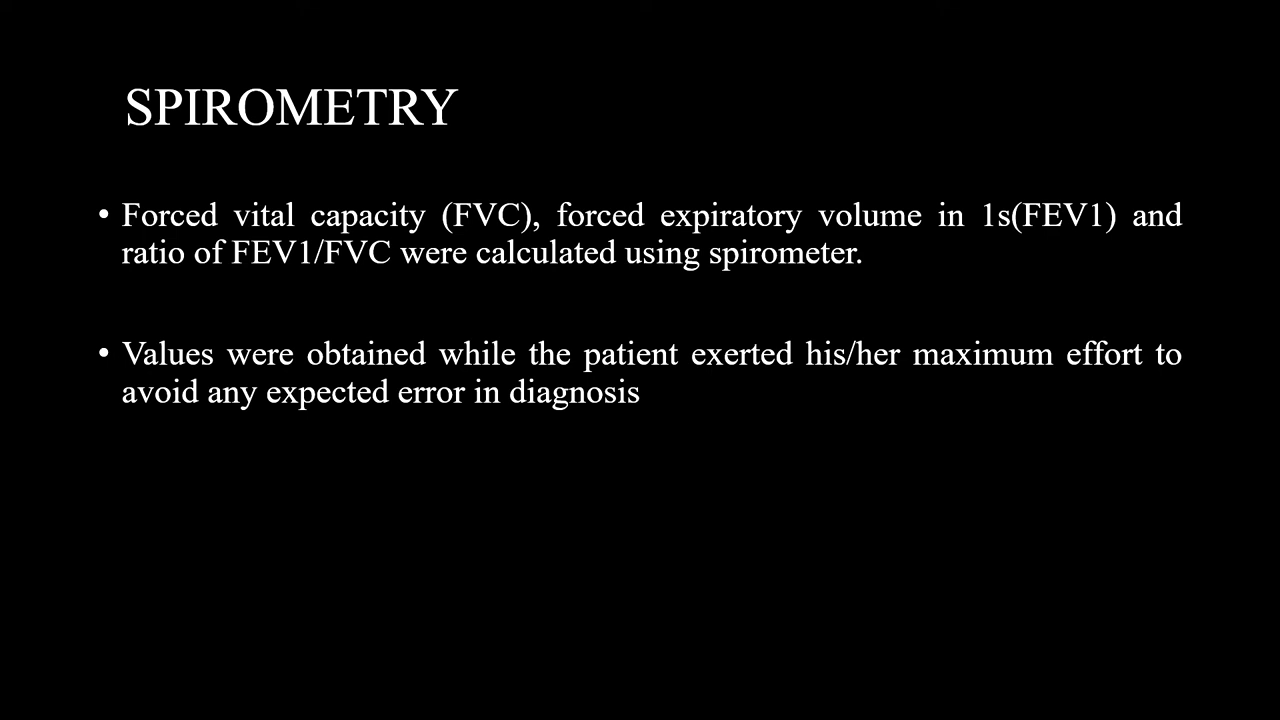 SPIROMETRY
• Forced vital capacity (FVC), forced expiratory volume in 1s(FEV1) and
ratio of FEV1/FVC were calculated using spirometer.
• Values were obtained while the patient exerted his/her maximum effort to
avoid any expected error in diagnosis